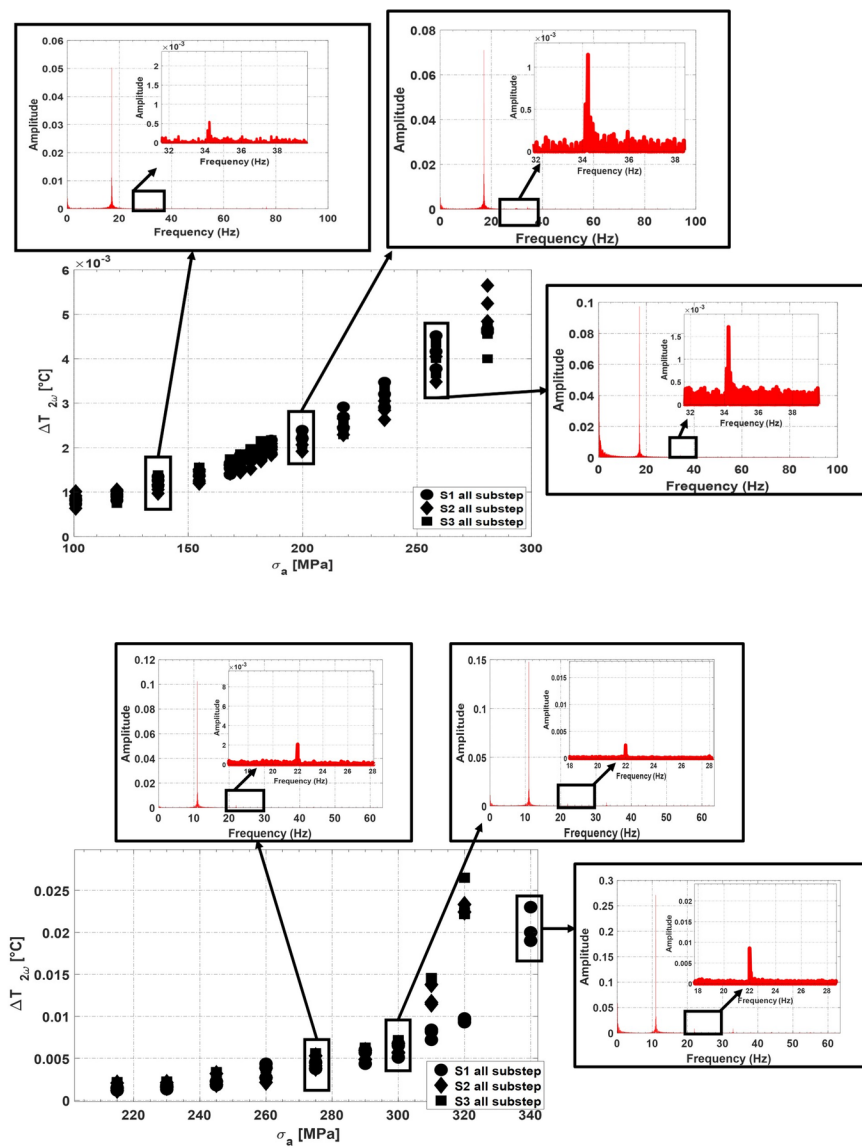 0.06
0.05
0.04
0.03
0.02
0.01
0
Amplitude
0 20 40 60 80 100
Frequency (Hz)
×10⁻³
2
1.5
1
0.5
0
Amplitude
32 34 36 38
Frequency (Hz)
0.08
0.06
0.04
0.02
0
Amplitude
0 20 40 60 80 100
Frequency (Hz)
×10⁻³
1
0.5
0
Amplitude
32 34 36 38
Frequency (Hz)
×10⁻³
6
5
4
3
2
1
0
ΔT 2ω [°C]
100 150 200 250 300
σa [MPa]
S1 all substep
S2 all substep
S3 all substep
0.1
0.08
0.06
0.04
0.02
0
Amplitude
0 20 40 60 80 100
Frequency (Hz)
×10⁻³
1.5
1
0.5
0
Amplitude
32 34 36 38
Frequency (Hz)
0.12
0.1
0.08
0.06
0.04
0.02
0
Amplitude
0 10 20 30 40 50 60
Frequency (Hz)
×10⁻³
8
6
4
2
0
Amplitude
20 22 24 26 28
Frequency (Hz)
0.15
0.1
0.05
0
Amplitude
0 10 20 30 40 50 60
Frequency (Hz)
0.015
0.01
0.005
0
Amplitude
18 20 22 24 26 28
Frequency (Hz)
0.025
0.02
0.015
0.01
0.005
0
ΔT 2ω [°C]
220 240 260 280 300 320 340
σa [MPa]
S1 all substep
S2 all substep
S3 all substep
0.3
0.25
0.2
0.15
0.1
0.05
0
Amplitude
0 10 20 30 40 50 60
Frequency (Hz)
0.02
0.015
0.01
0.005
0
Amplitude
18 20 22 24 26 28
Frequency (Hz)